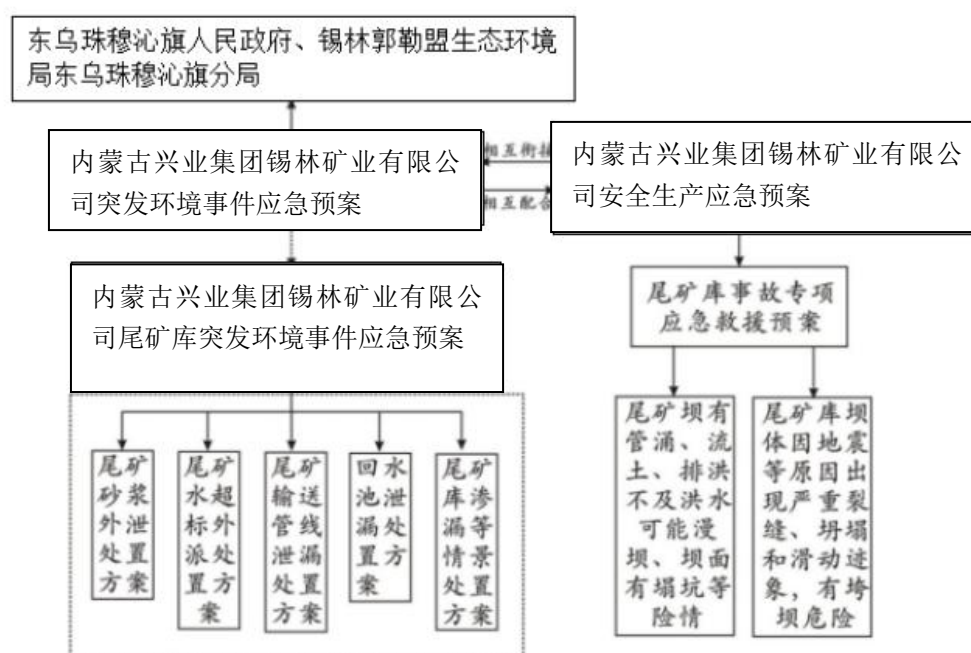 东乌珠穆沁旗人民政府、锡林郭勒盟生态环境
局东乌珠穆沁旗分局
内蒙古兴业集团锡林矿业有限公
司突发环境事件应急预案
相互衔接
相互配合
内蒙古兴业集团锡林矿业有限公
司安全生产应急预案
内蒙古兴业集团锡林矿业有限公
司尾矿库突发环境事件应急预案
尾矿库事故专项
应急救援预案
尾矿
砂浆
外泄
处置
方案
尾矿
水超
标外
派处
置方
案
尾矿
输送
管线
泄漏
处置
方案
回水
池泄
漏处
置方
案
尾矿
库渗
漏等
情景
处置
方案
尾矿坝有
管涌、流
土、排洪
不及洪水
可能漫
坝、坝面
有塌坑等
险情
尾矿库坝
体因地震
等原因出
现严重裂
缝、坍塌
和滑动迹
象，有垮
坝危险